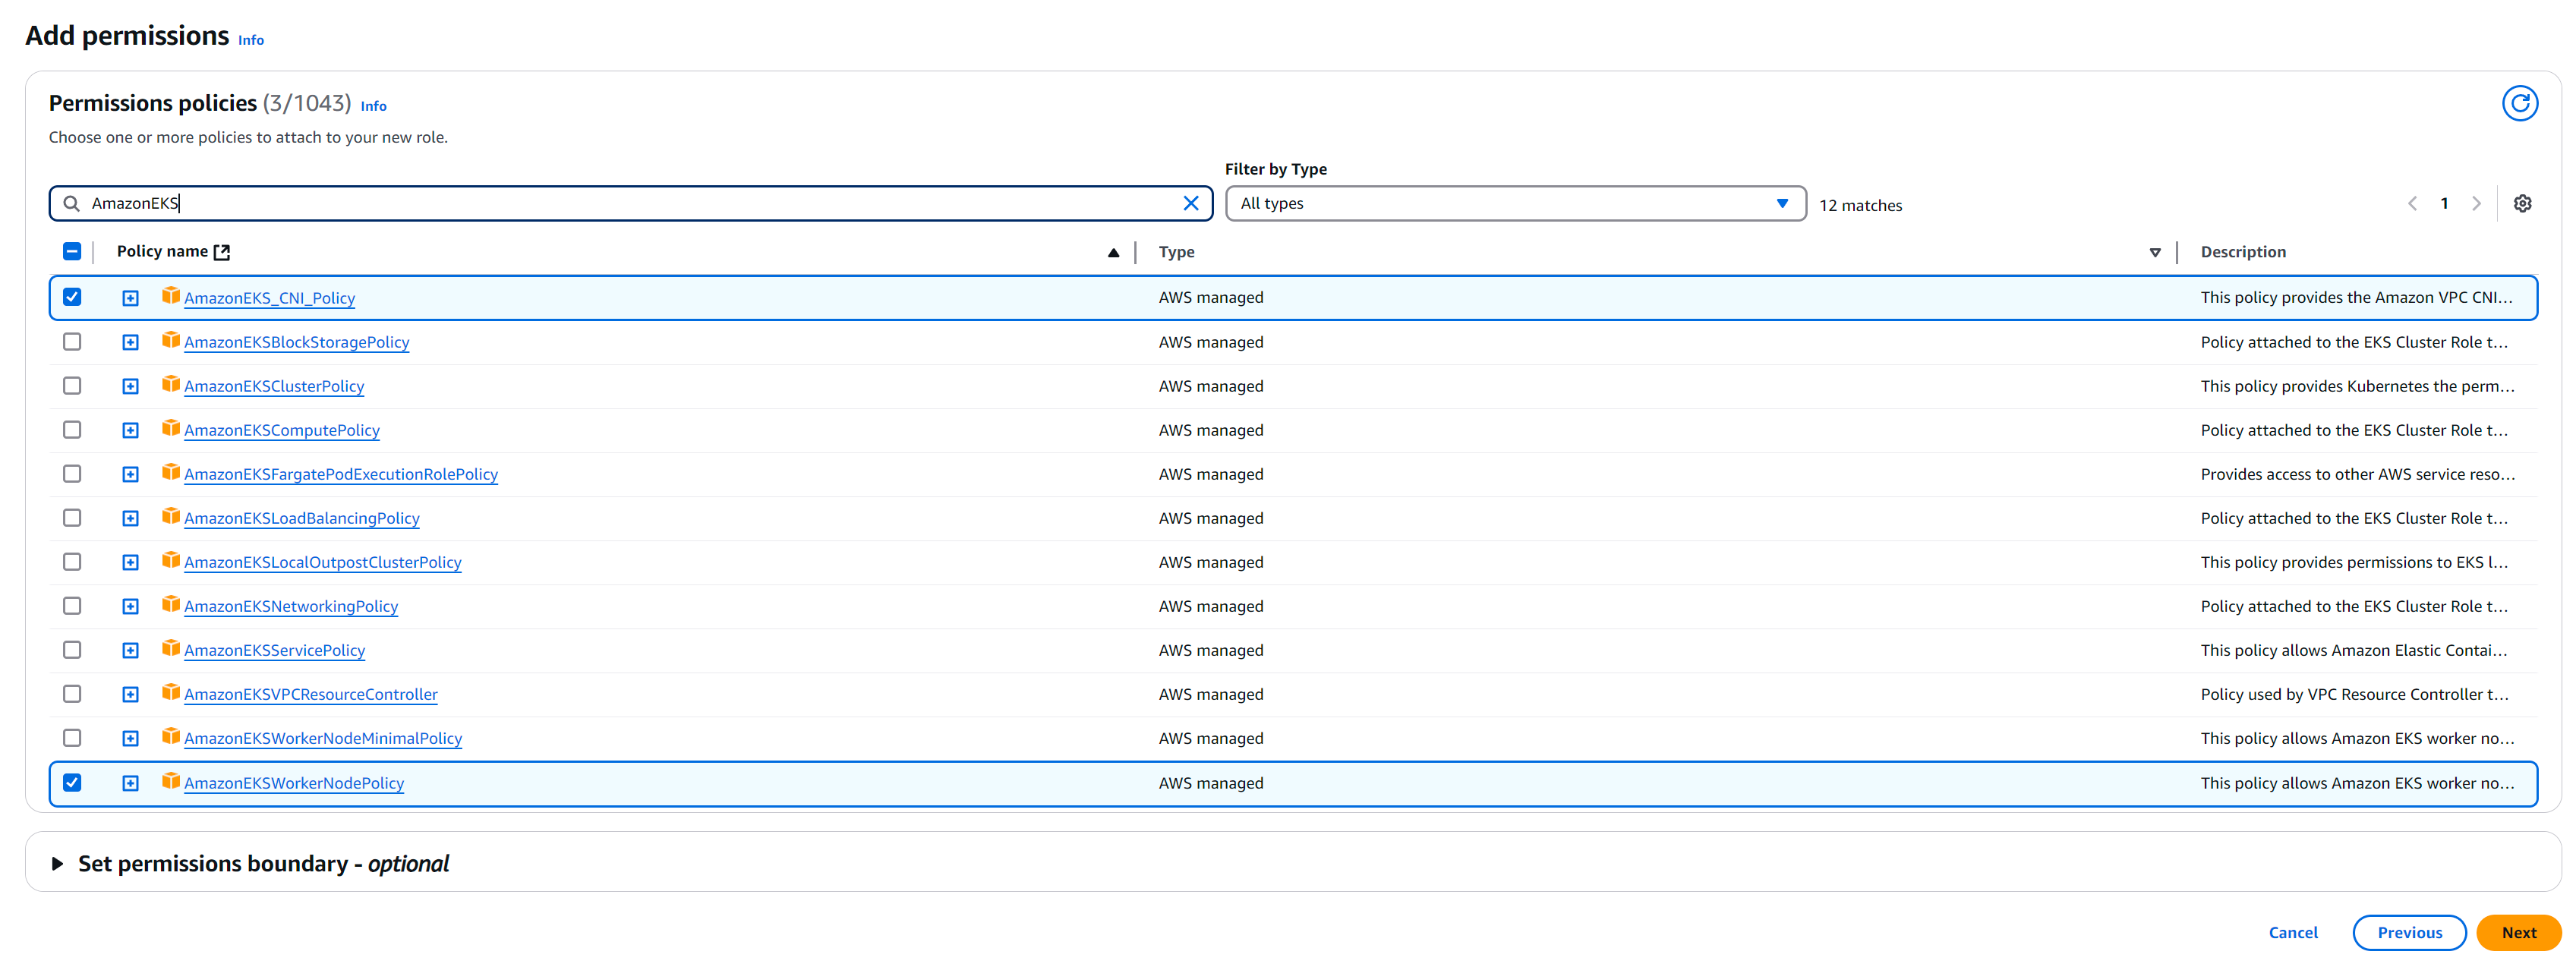 Add permissions Info
Permissions policies (3/1043) Info
Choose one or more policies to attach to your new role.
Filter by Type
AmazonEKS All types 12 matches 1
Policy name Type Description
AmazonEKS_CNI_Policy AWS managed This policy provides the Amazon VPC CNI...
AmazonEKSBlockStoragePolicy AWS managed Policy attached to the EKS Cluster Role t...
AmazonEKSClusterPolicy AWS managed This policy provides Kubernetes the perm...
AmazonEKSComputePolicy AWS managed Policy attached to the EKS Cluster Role t...
AmazonEKSFargatePodExecutionRolePolicy AWS managed Provides access to other AWS service reso...
AmazonEKSLoadBalancingPolicy AWS managed Policy attached to the EKS Cluster Role t...
AmazonEKSLocalOutpostClusterPolicy AWS managed This policy provides permissions to EKS l...
AmazonEKSNetworkingPolicy AWS managed Policy attached to the EKS Cluster Role t...
AmazonEKSServicePolicy AWS managed This policy allows Amazon Elastic Contai...
AmazonEKSVPCResourceController AWS managed Policy used by VPC Resource Controller t...
AmazonEKSWorkerNodeMinimalPolicy AWS managed This policy allows Amazon EKS worker no...
AmazonEKSWorkerNodePolicy AWS managed This policy allows Amazon EKS worker no...
Set permissions boundary - optional
Cancel Previous Next